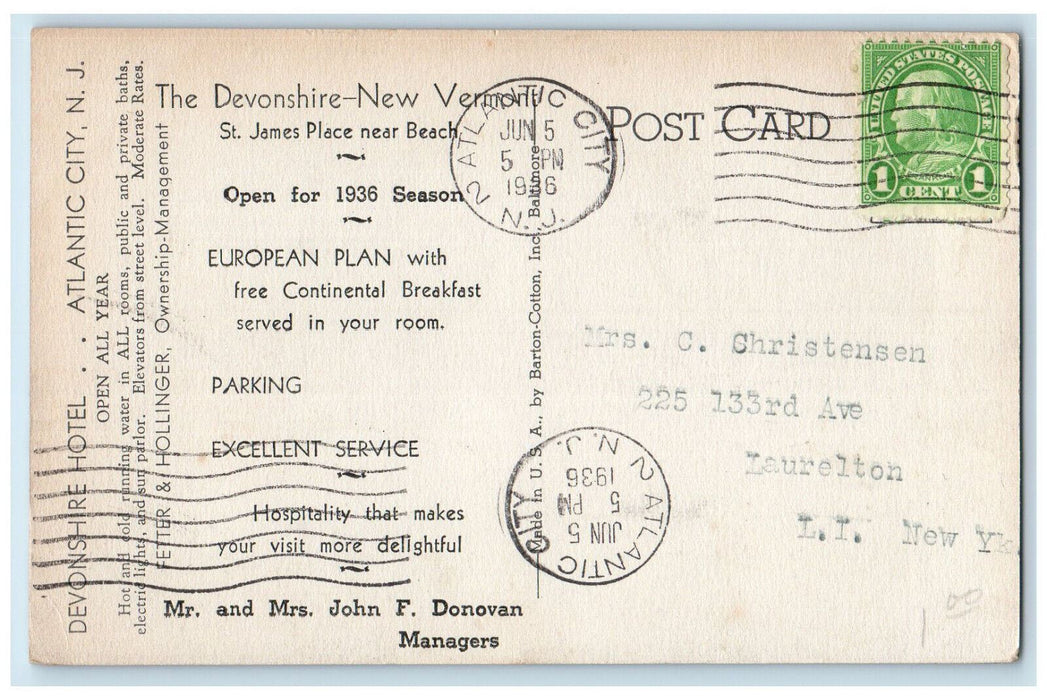 DEVONSHIRE HOTEL • ATLANTIC CITY, N. J.
OPEN ALL YEAR
Hot and cold running water in ALL rooms, public and private baths,
electric lights, and sun parlor. Elevators from street level. Moderate Rates.
FETTER & HOLLINGER, Ownership-Management
The Devonshire-New Vermont
St. James Place near Beach
Open for 1936 Season
EUROPEAN PLAN with
free Continental Breakfast
served in your room.
PARKING
EXCELLENT SERVICE
Hospitality that makes
your visit more delightful
Mr. and Mrs. John F. Donovan
Managers
Made in U. S. A., by Barton-Cotton, Inc., Baltimore
POST CARD
ATLANTIC CITY 2
JUN 5
5 PM
1936
N.J.
UNITED STATES POSTAGE
1 CENT 1
Mrs. C. Christensen
225 133rd Ave
Laurelton
L.I. New Yk.
ATLANTIC CITY 2
JUN 5
5 PM
1936
N.J.